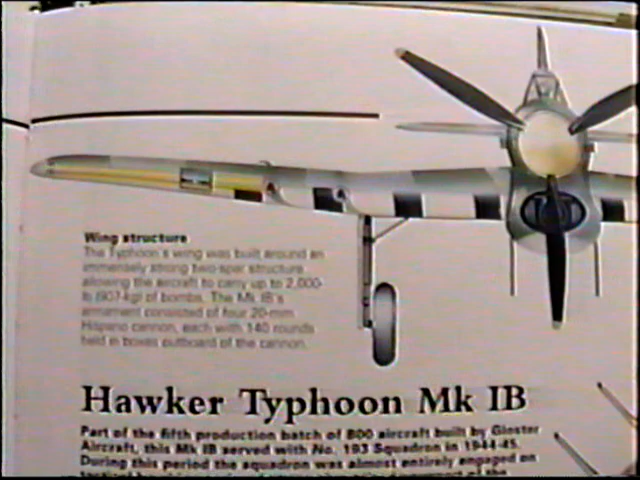 Wing structure
The Typhoon's wing was built around an
immensely strong two-spar structure,
allowing the aircraft to carry up to 2,000-
lb (907-kg) of bombs. The Mk IB's
armament consisted of four 20-mm
Hispano cannon, each with 140 rounds
held in boxes outboard of the cannon.
Hawker Typhoon Mk IB
Part of the fifth production batch of 800 aircraft built by Gloster
Aircraft, this Mk IB served with No. 193 Squadron in 1944-45.
During this period the squadron was almost entirely engaged on
of the